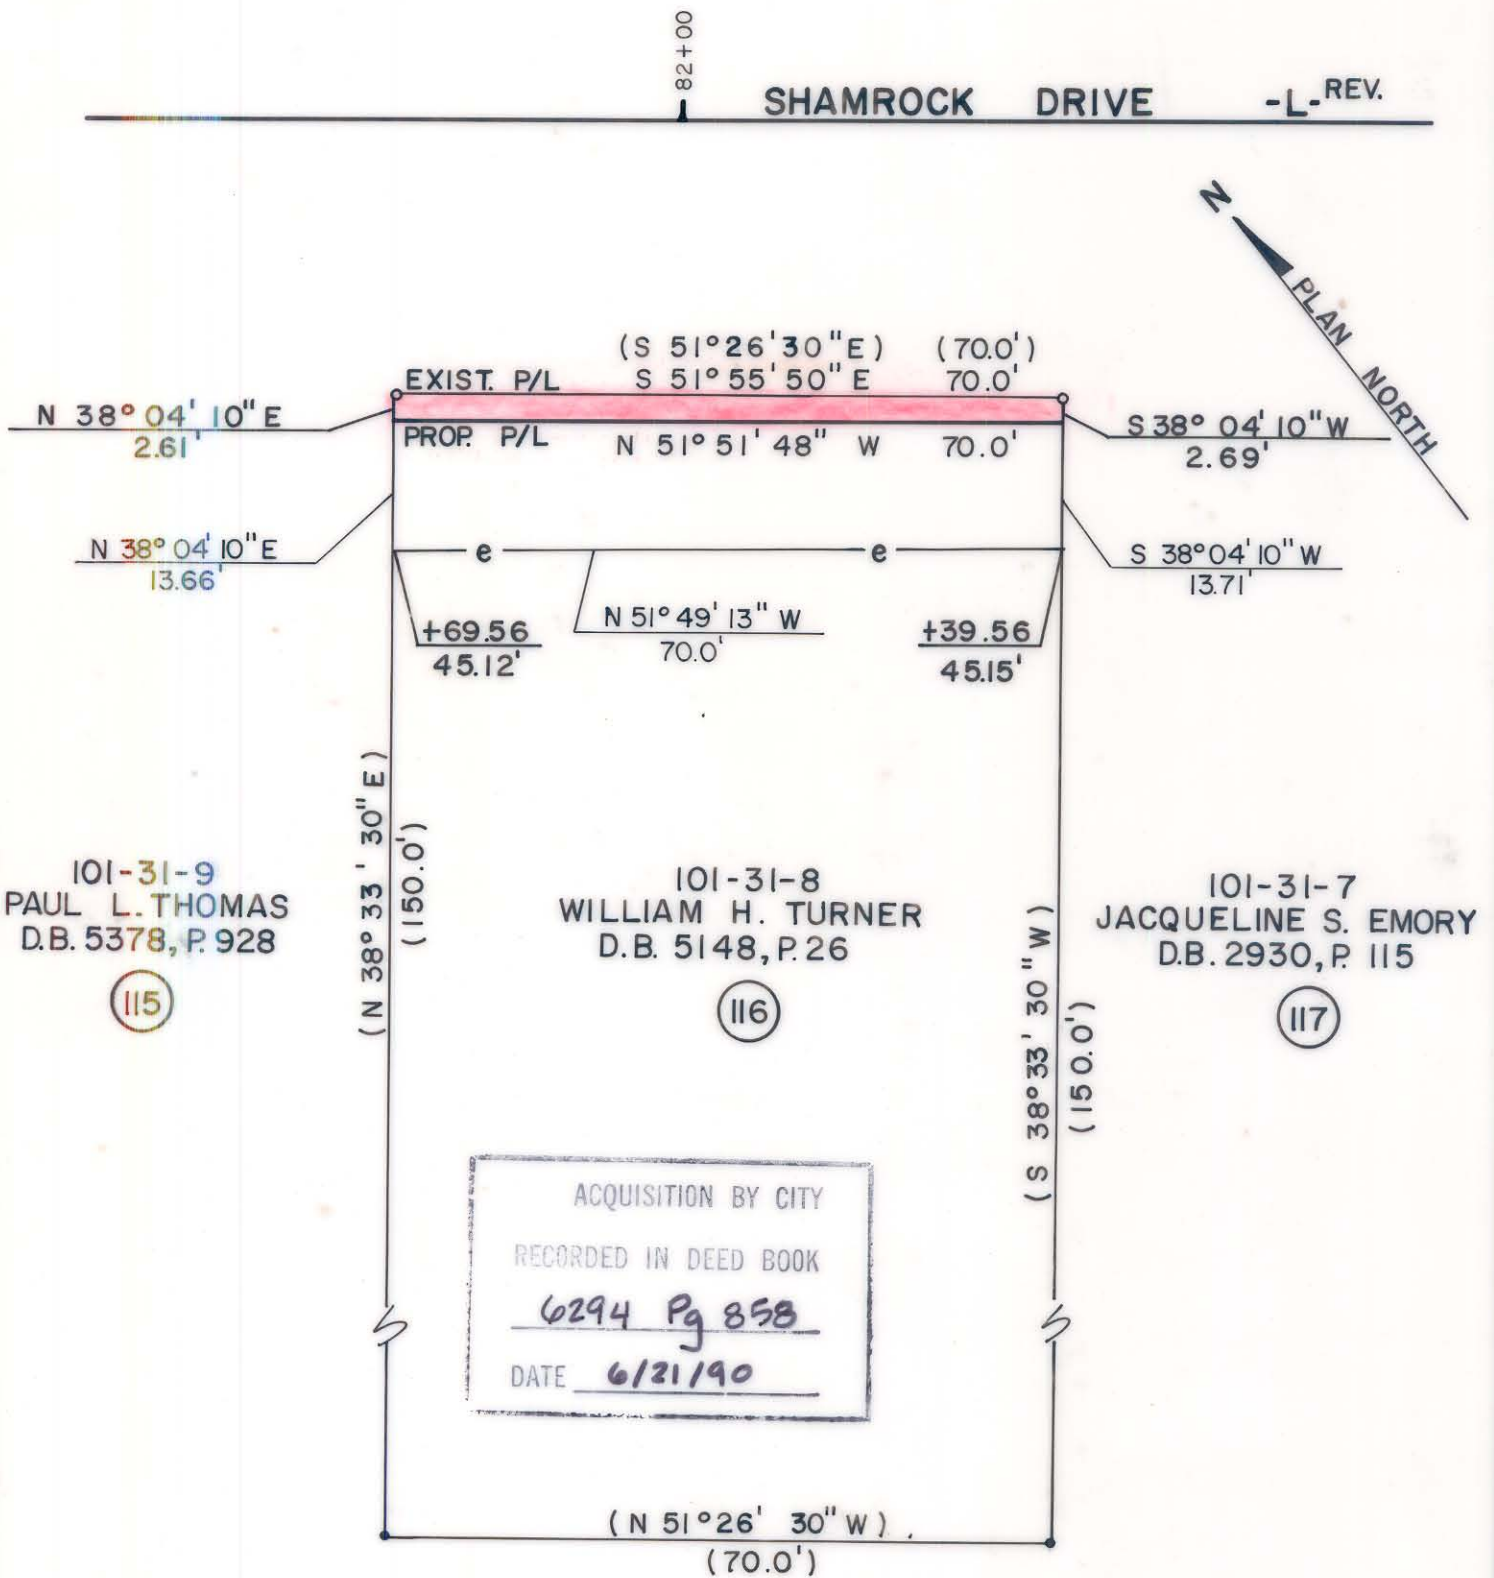 82+00
SHAMROCK DRIVE -L- REV.
N
PLAN NORTH
(S 51°26'30"E) (70.0')
EXIST. P/L S 51°55'50"E 70.0'
N 38° 04' 10"E
2.61'
PROP. P/L N 51°51'48" W 70.0'
S 38° 04' 10"W
2.69'
N 38° 04' 10"E
13.66'
e e
S 38°04'10"W
13.71'
+69.56
45.12'
N 51°49'13" W
70.0'
+39.56
45.15'
(N 38°33'30"E)
(150.0')
101-31-9
PAUL L. THOMAS
D.B. 5378, P. 928
115
101-31-8
WILLIAM H. TURNER
D.B. 5148, P. 26
116
(S 38°33'30"W)
(150.0')
101-31-7
JACQUELINE S. EMORY
D.B. 2930, P. 115
117
ACQUISITION BY CITY
RECORDED IN DEED BOOK
6294 Pg 858
DATE 6/21/90
(N 51°26'30"W)
(70.0')